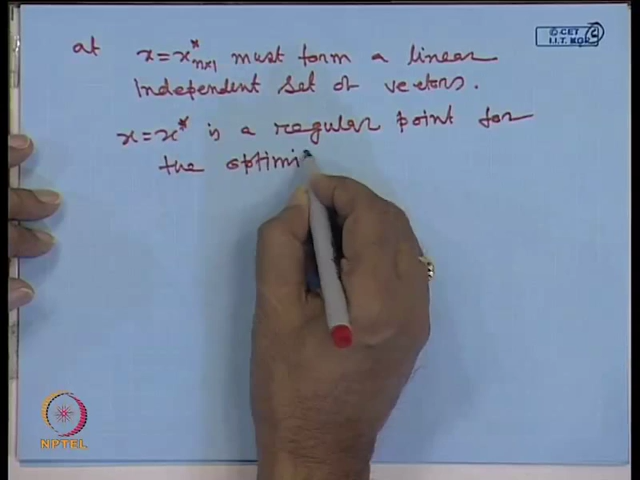 at x = x*ₙₓ₁ must form a linear
Independent set of vectors.
x = x* is a regular point for
the optimi
© CET
I.I.T. KGP
NPTEL